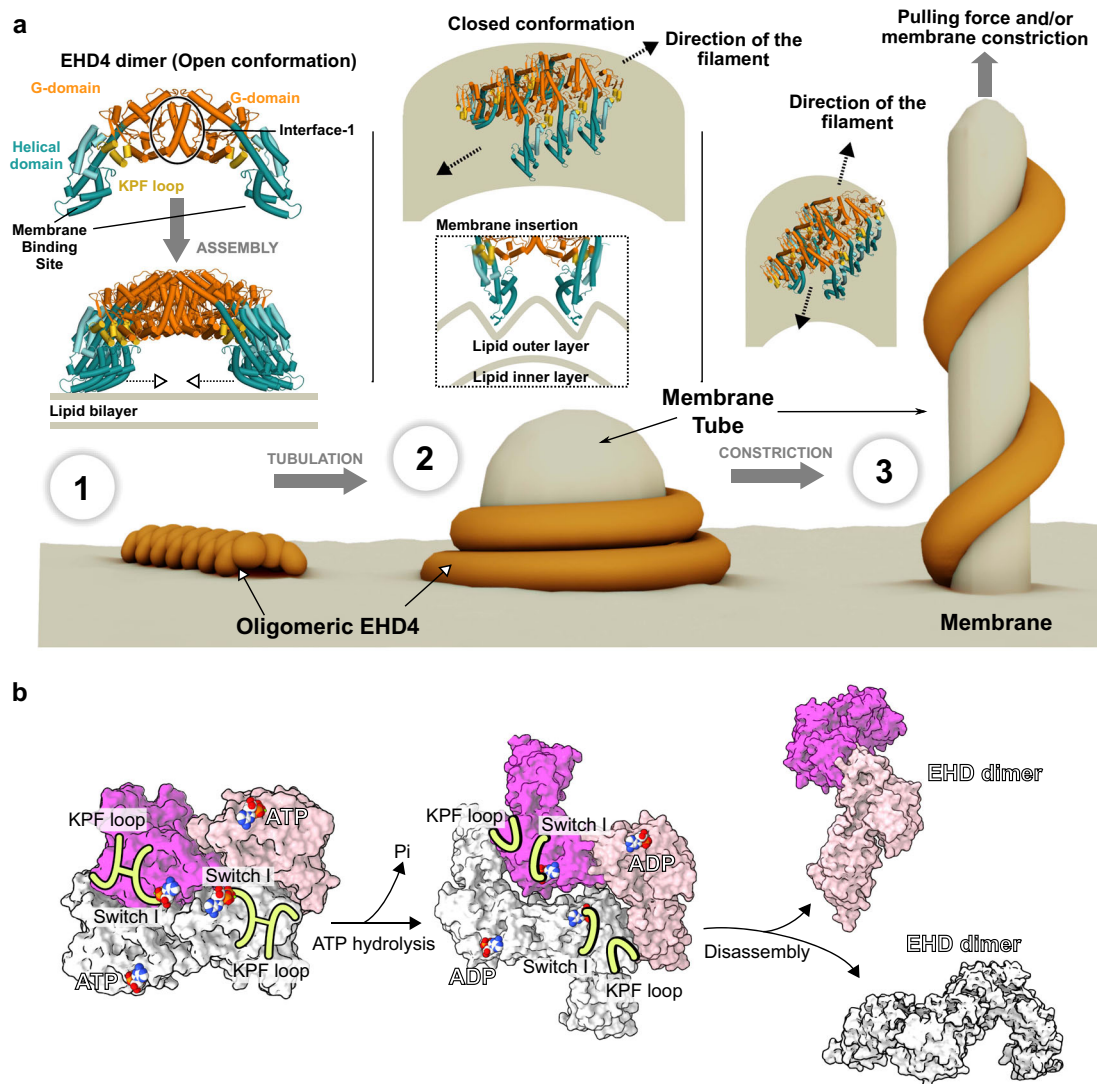 a
EHD4 dimer (Open conformation)
G-domain
G-domain
Interface-1
Helical
domain
KPF loop
Membrane
Binding
Site
ASSEMBLY
Lipid bilayer
Closed conformation
Direction of the
filament
Membrane insertion
Lipid outer layer
Lipid inner layer
Pulling force and/or
membrane constriction
Direction of the
filament
Membrane
Tube
1
TUBULATION
2
CONSTRICTION
3
Oligomeric EHD4
Membrane
b
KPF loop
ATP
Switch I
Switch I
KPF loop
ATP
Pi
ATP hydrolysis
KPF loop
Switch I
ADP
ADP
Switch I
KPF loop
Disassembly
EHD dimer
EHD dimer